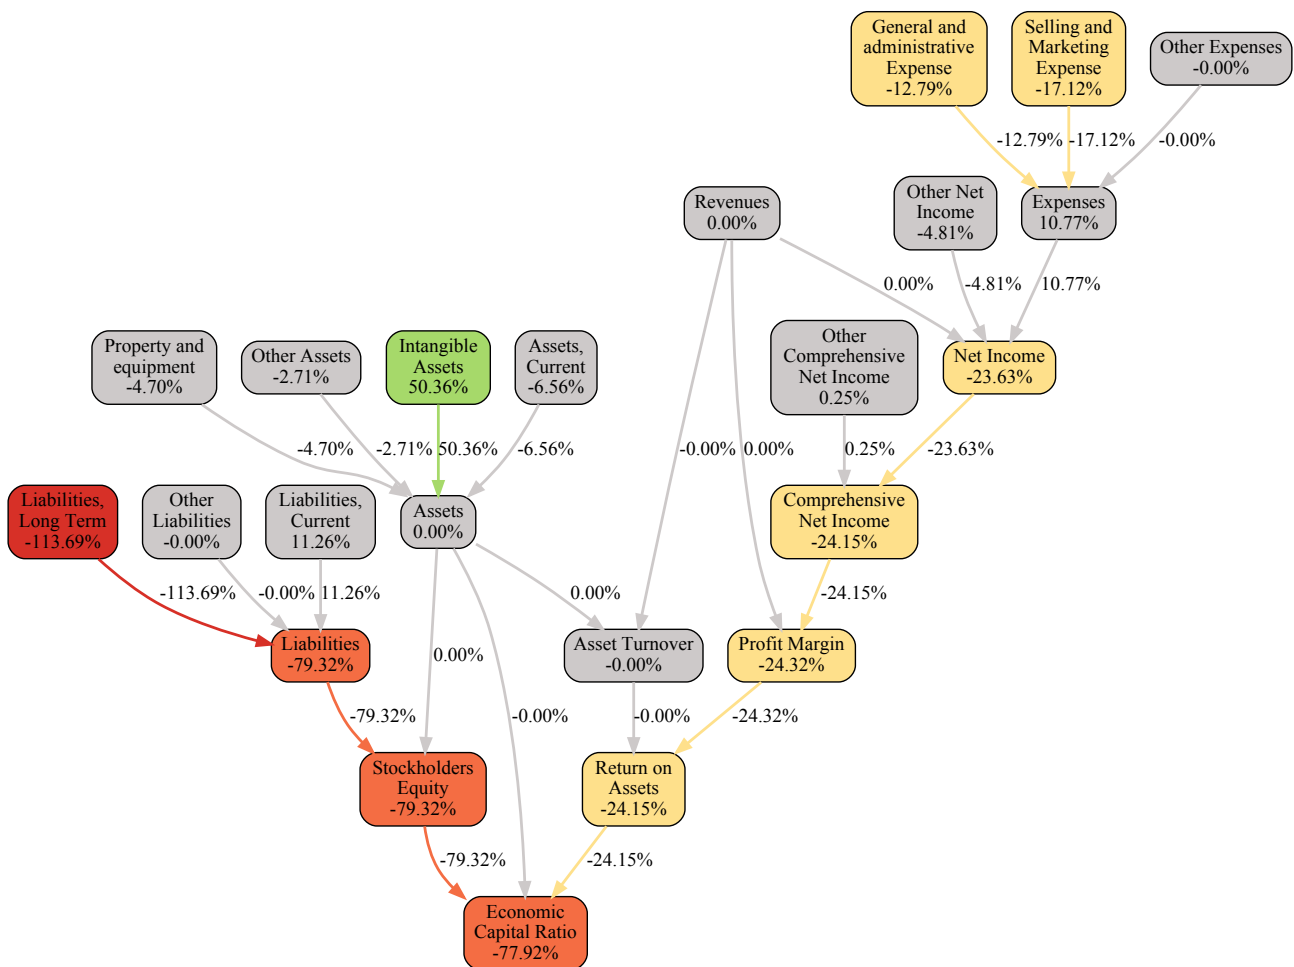 General and
administrative
Expense
-12.79%
Selling and
Marketing
Expense
-17.12%
Other Expenses
-0.00%
-12.79%
-17.12%
-0.00%
Revenues
0.00%
Other Net
Income
-4.81%
Expenses
10.77%
0.00%
-4.81%
10.77%
Property and
equipment
-4.70%
Other Assets
-2.71%
Intangible
Assets
50.36%
Assets,
Current
-6.56%
Other
Comprehensive
Net Income
0.25%
Net Income
-23.63%
-4.70%
-2.71%
50.36%
-6.56%
-0.00%
0.00%
0.25%
-23.63%
Liabilities,
Long Term
-113.69%
Other
Liabilities
-0.00%
Liabilities,
Current
11.26%
Assets
0.00%
Comprehensive
Net Income
-24.15%
-113.69%
-0.00%
11.26%
0.00%
-24.15%
Liabilities
-79.32%
0.00%
Asset Turnover
-0.00%
Profit Margin
-24.32%
-79.32%
-0.00%
-0.00%
-24.32%
Stockholders
Equity
-79.32%
Return on
Assets
-24.15%
-79.32%
-24.15%
Economic
Capital Ratio
-77.92%